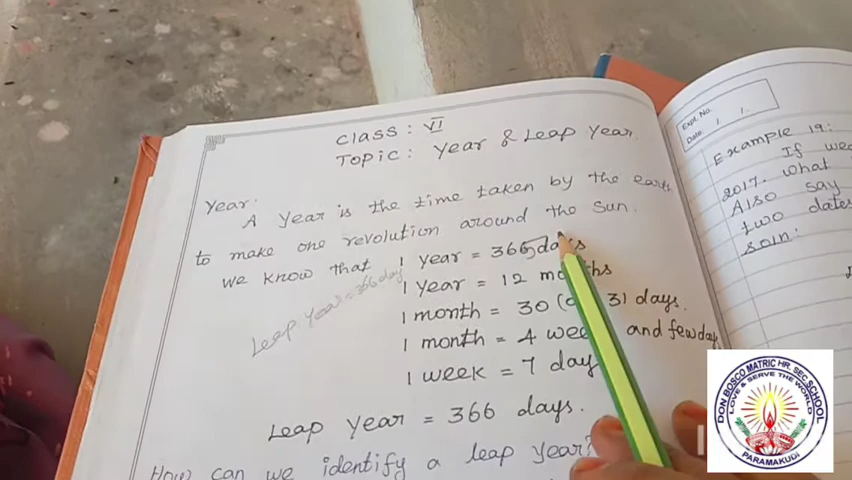 Class: VI
Topic: Year & Leap Year.
Year:
A year is the time taken by the earth
to make one revolution around the Sun.
We know that 1 year = 365 days
1 year = 12 months
Leap year = 366 day
1 month = 30 (or) 31 days.
1 month = 4 week and few day
1 week = 7 day
Leap year = 366 days.
How can we identify a leap year?
Expt. No.
Date: / /
Example 19:
If we
2017. What
Also say
two dates
soln:
DON BOSCO MATRIC HR. SEC SCHOOL
LOVE & SERVE THE WORLD
PARAMAKUDI